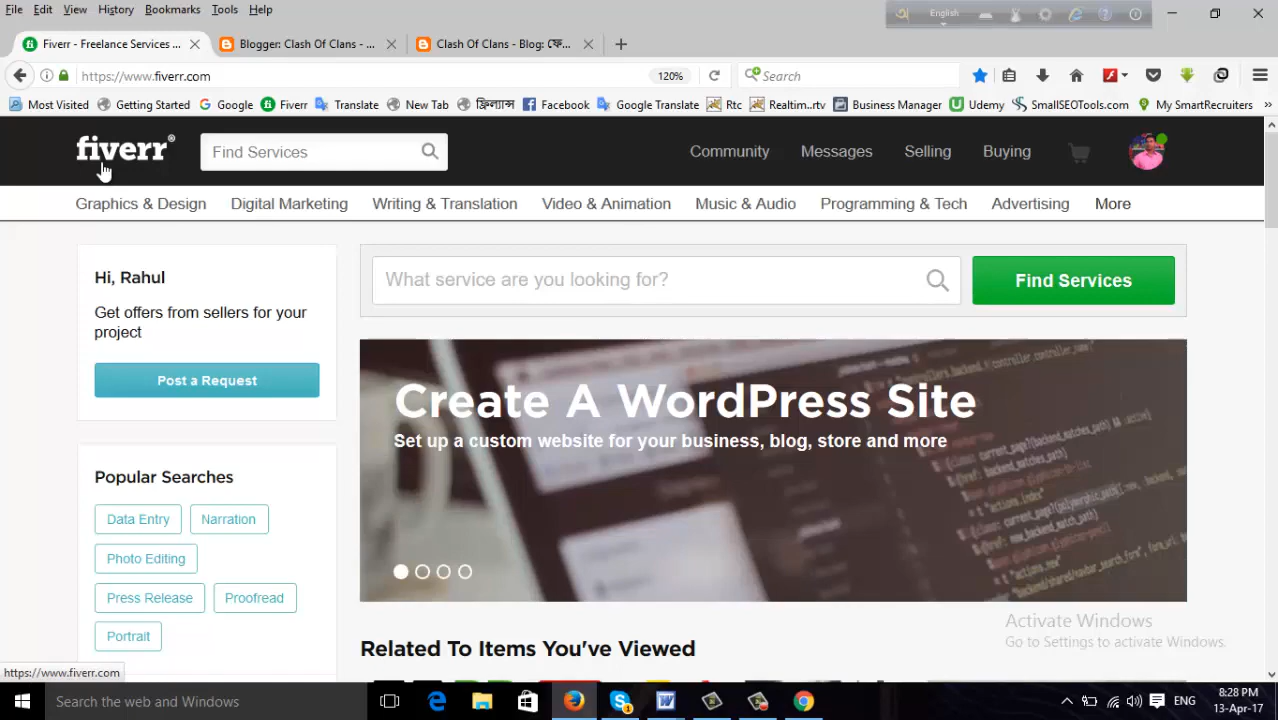 File Edit View History Bookmarks Tools Help
অ English
Fiverr - Freelance Services ... Blogger: Clash Of Clans - ... Clash Of Clans - Blog: ফে...
https://www.fiverr.com 120% Search
Most Visited Getting Started Google Fiverr Translate New Tab ফ্রিল্যান্স Facebook Google Translate Rtc Realtim..rtv Business Manager Udemy SmallSEOTools.com My SmartRecruiters
fiverr® Find Services Community Messages Selling Buying
Graphics & Design Digital Marketing Writing & Translation Video & Animation Music & Audio Programming & Tech Advertising More
Hi, Rahul
Get offers from sellers for your
project
Post a Request
What service are you looking for? Find Services
Create A WordPress Site
Set up a custom website for your business, blog, store and more
Popular Searches
Data Entry Narration
Photo Editing
Press Release Proofread
Portrait
Related To Items You've Viewed
Activate Windows
Go to Settings to activate Windows.
https://www.fiverr.com
Search the web and Windows ENG 8:28 PM
13-Apr-17